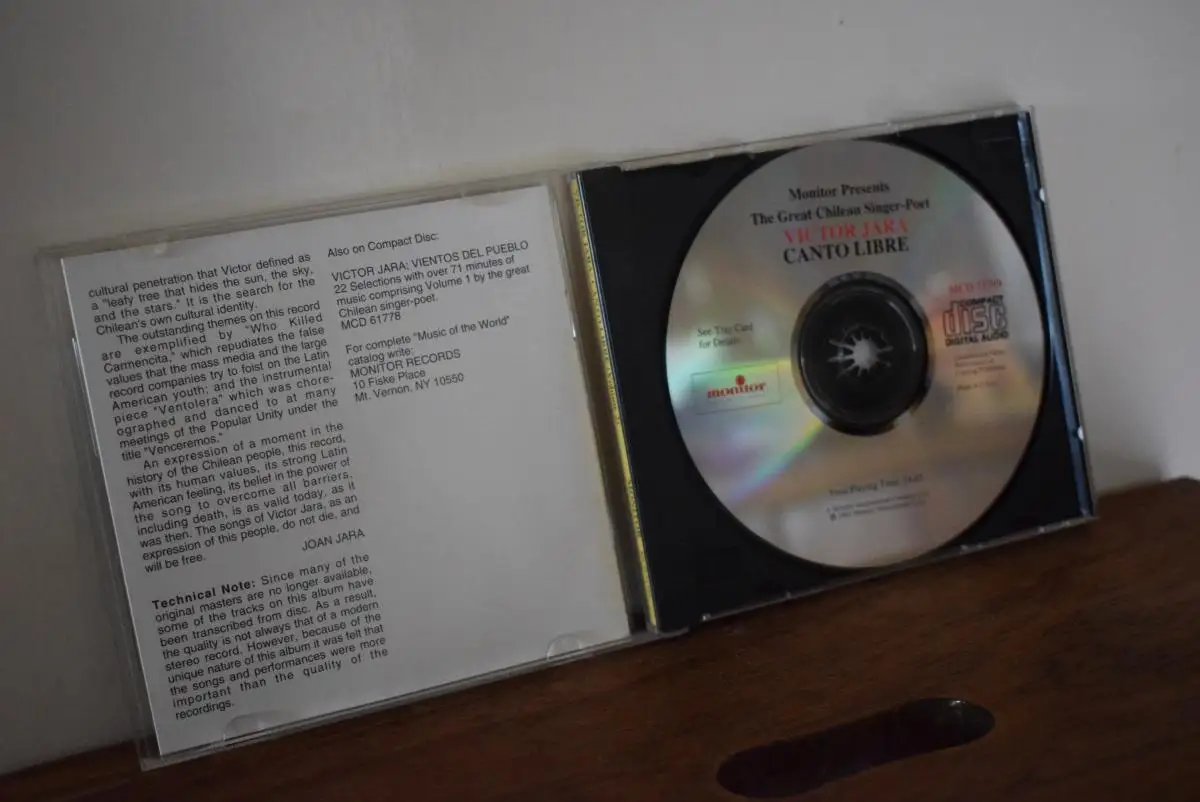 cultural penetration that Victor defined as
a "leafy tree that hides the sun, the sky,
and the stars." It is the search for the
Chilean's own cultural identity.
The outstanding themes on this record
are exemplified by "Who Killed
Carmencita," which repudiates the false
values that the mass media and the large
record companies try to foist on the Latin
American youth; and the instrumental
piece "Ventolera" which was chore-
ographed and danced to at many
meetings of the Popular Unity under the
title "Venceremos."
An expression of a moment in the
history of the Chilean people, this record,
with its human values, its strong Latin
American feeling, its belief in the power of
the song to overcome all barriers,
including death, is as valid today, as it
was then. The songs of Victor Jara, as an
expression of this people, do not die, and
will be free.
JOAN JARA
Technical Note: Since many of the
original masters are no longer available,
some of the tracks on this album have
been transcribed from disc. As a result,
the quality is not always that of a modern
stereo record. However, because of the
unique nature of this album it was felt that
the songs and performances were more
important than the quality of the
recordings.
Also on Compact Disc:
VICTOR JARA: VIENTOS DEL PUEBLO
22 Selections with over 71 minutes of
music comprising Volume 1 by the great
Chilean singer-poet.
MCD 61778
For complete "Music of the World"
catalog write:
MONITOR RECORDS
10 Fiske Place
Mt. Vernon, NY 10550
Monitor Presents
The Great Chilean Singer-Poet
VICTOR JARA
CANTO LIBRE
See Tray Card
for Details
monitor
COMPACT
disc
DIGITAL AUDIO
Total Playing Time: